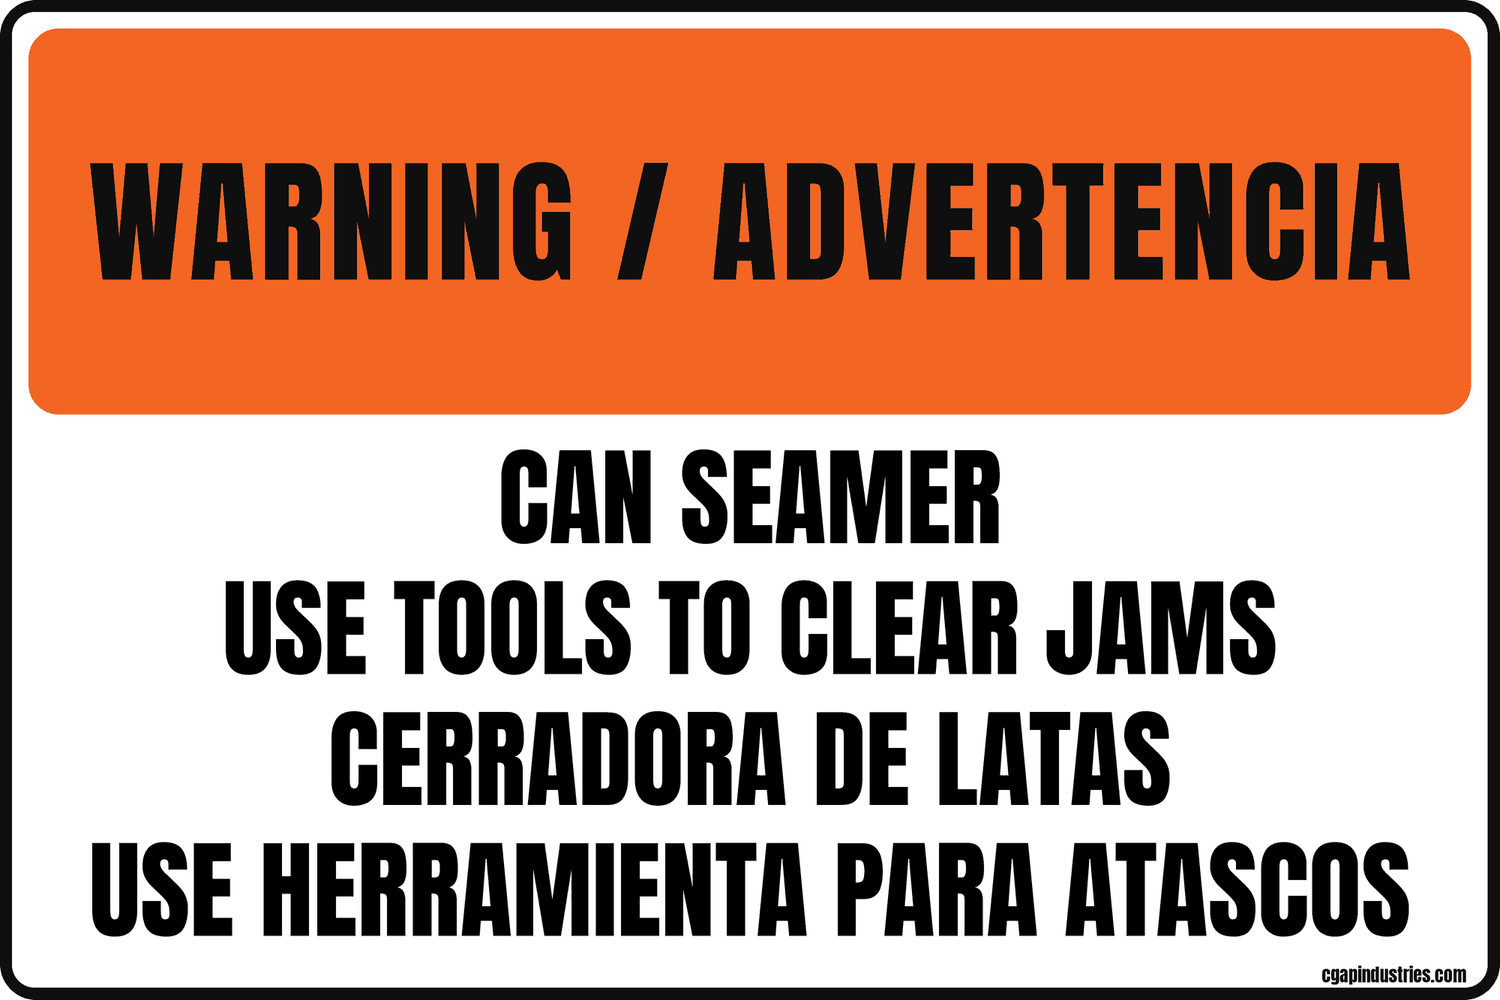 WARNING / ADVERTENCIA
CAN SEAMER
USE TOOLS TO CLEAR JAMS
CERRADORA DE LATAS
USE HERRAMIENTA PARA ATASCOS
cgapindustries.com